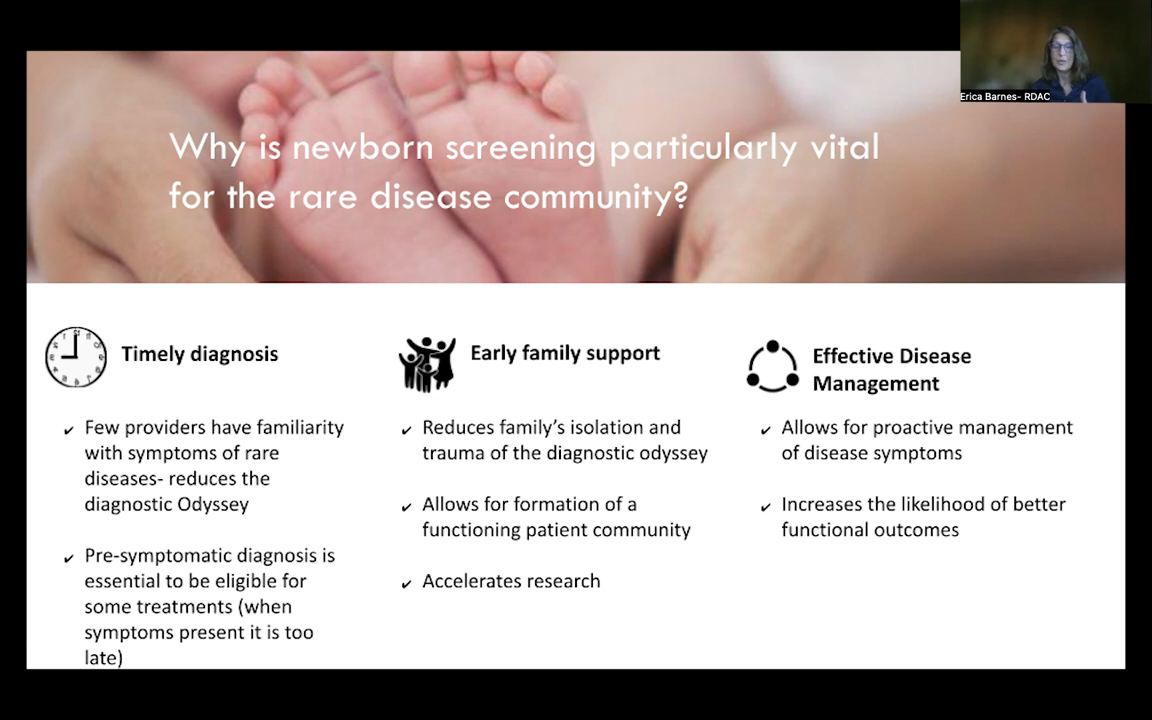 Erica Barnes- RDAC
Why is newborn screening particularly vital
for the rare disease community?
Timely diagnosis
✔ Few providers have familiarity
with symptoms of rare
diseases- reduces the
diagnostic Odyssey
✔ Pre-symptomatic diagnosis is
essential to be eligible for
some treatments (when
symptoms present it is too
late)
Early family support
✔ Reduces family’s isolation and
trauma of the diagnostic odyssey
✔ Allows for formation of a
functioning patient community
✔ Accelerates research
Effective Disease
Management
✔ Allows for proactive management
of disease symptoms
✔ Increases the likelihood of better
functional outcomes